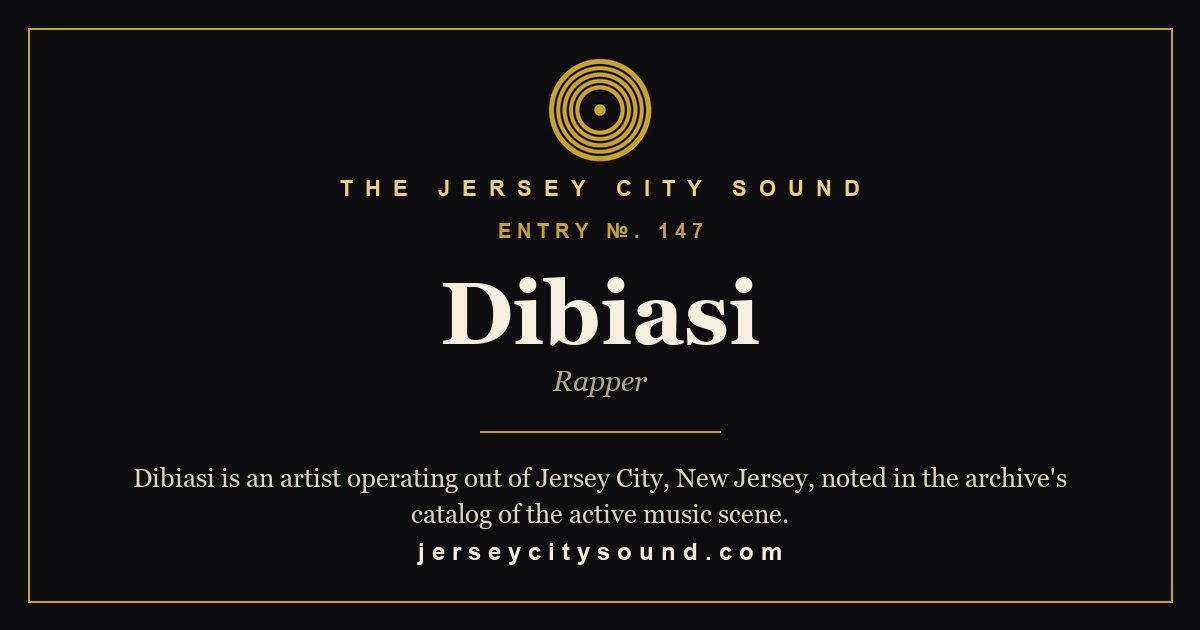 THE JERSEY CITY SOUND
ENTRY №. 147
Dibiasi
Rapper
Dibiasi is an artist operating out of Jersey City, New Jersey, noted in the archive's
catalog of the active music scene.
jerseycitysound.com